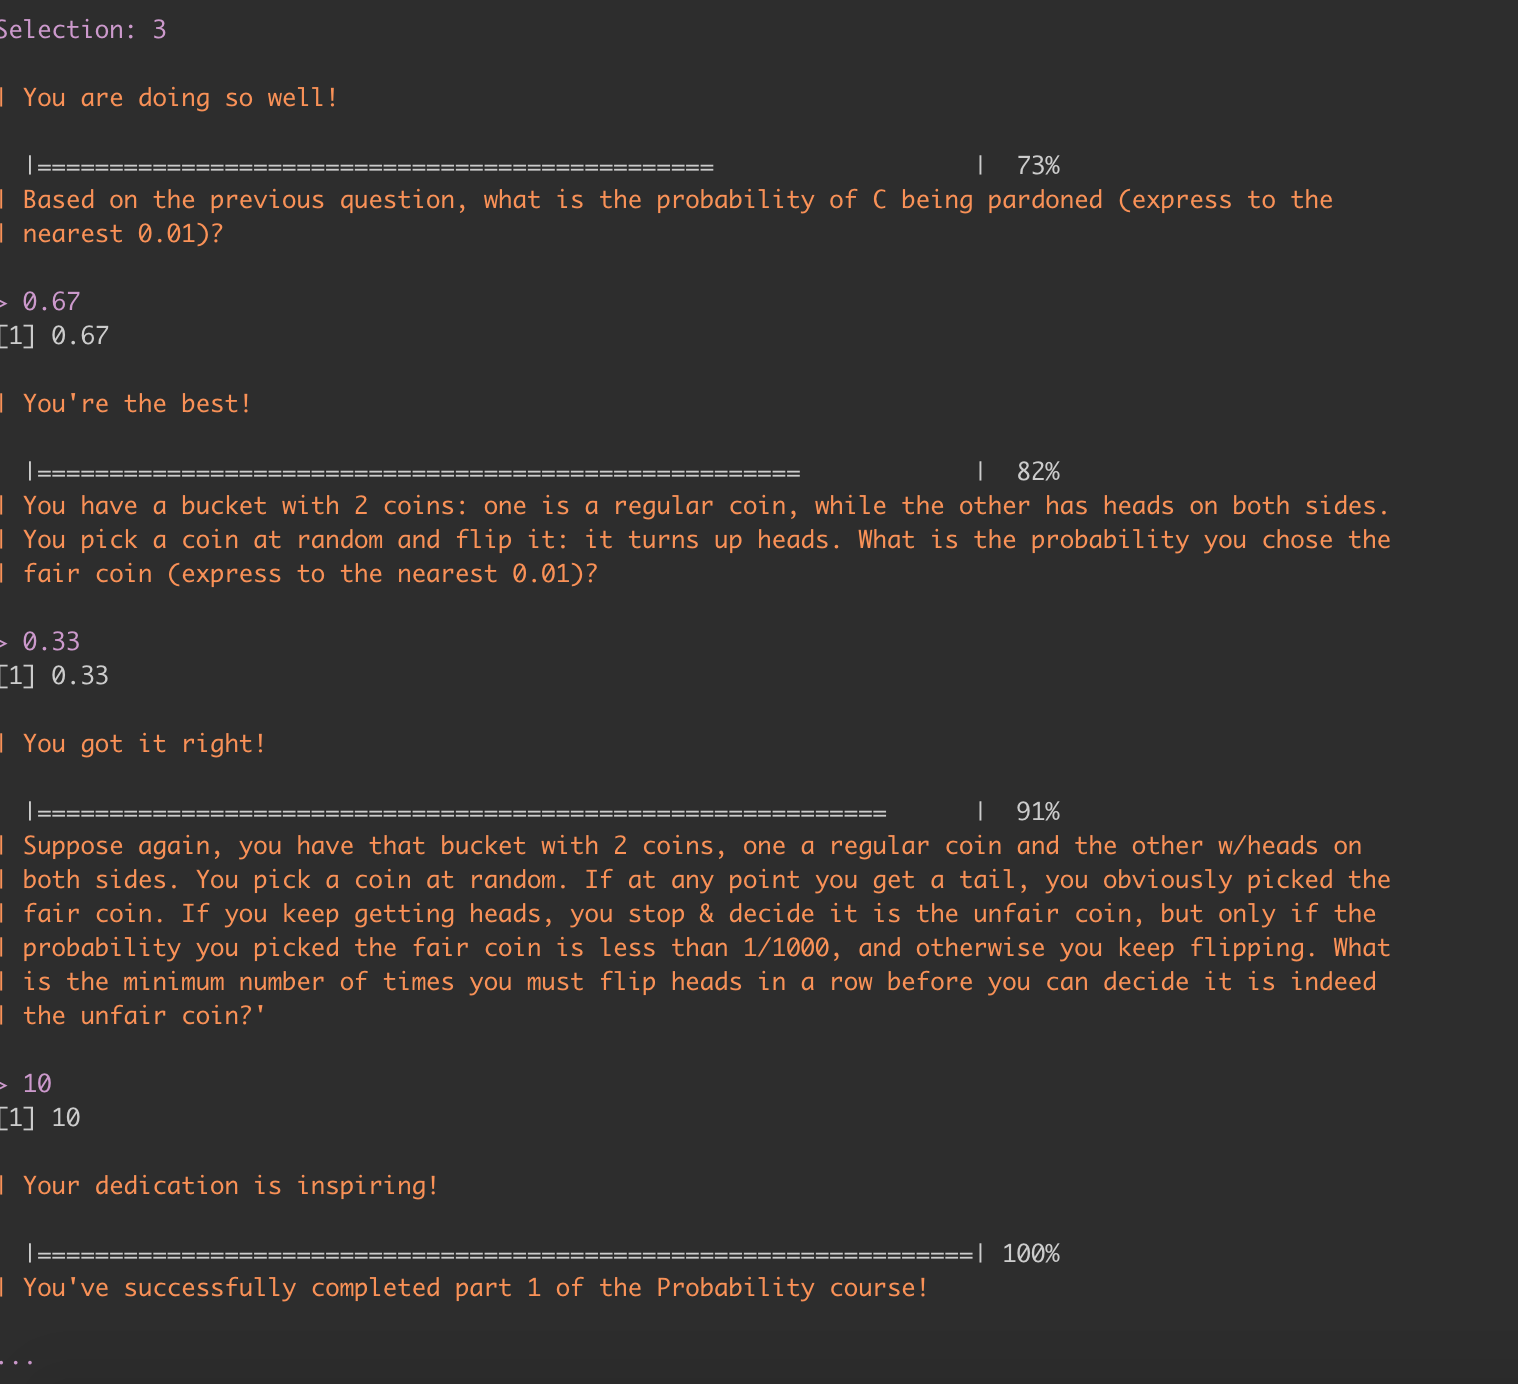 Selection: 3
| You are doing so well!
|===============================================                  |  73%
| Based on the previous question, what is the probability of C being pardoned (express to the
| nearest 0.01)?
> 0.67
[1] 0.67
| You're the best!
|=====================================================            |  82%
| You have a bucket with 2 coins: one is a regular coin, while the other has heads on both sides.
| You pick a coin at random and flip it: it turns up heads. What is the probability you chose the
| fair coin (express to the nearest 0.01)?
> 0.33
[1] 0.33
| You got it right!
|===========================================================      |  91%
| Suppose again, you have that bucket with 2 coins, one a regular coin and the other w/heads on
| both sides. You pick a coin at random. If at any point you get a tail, you obviously picked the
| fair coin. If you keep getting heads, you stop & decide it is the unfair coin, but only if the
| probability you picked the fair coin is less than 1/1000, and otherwise you keep flipping. What
| is the minimum number of times you must flip heads in a row before you can decide it is indeed
| the unfair coin?'
> 10
[1] 10
| Your dedication is inspiring!
|=================================================================| 100%
| You've successfully completed part 1 of the Probability course!
...